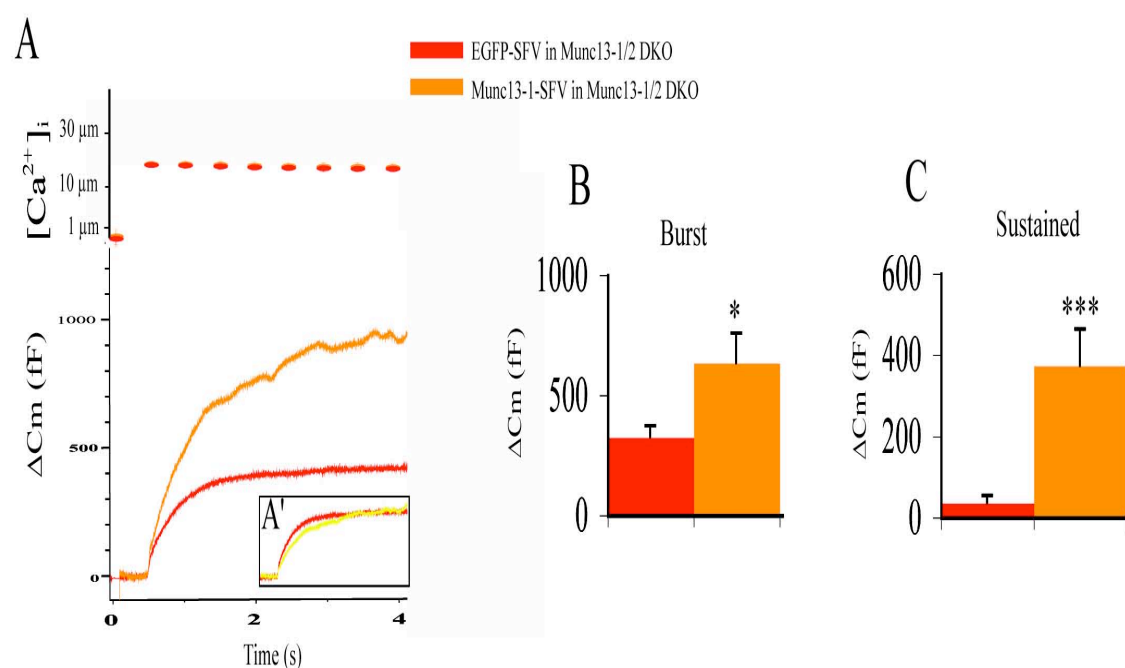 A
EGFP-SFV in Munc13-1/2 DKO
Munc13-1-SFV in Munc13-1/2 DKO
[Ca²⁺]i
30 µm
10 µm
1 µm
ΔCm (fF)
1000
500
0
A'
0 2 4
Time (s)
B
Burst
ΔCm (fF)
1000
500
0
*
C
Sustained
ΔCm (fF)
600
400
200
0
***